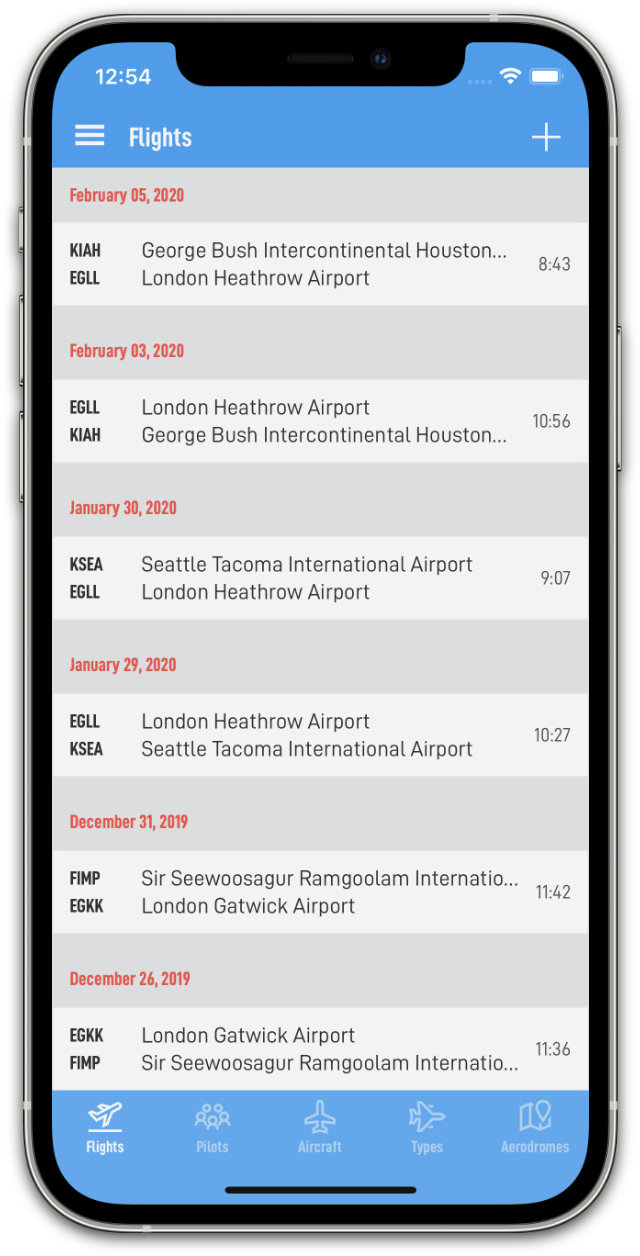 12:54
Flights
February 05, 2020
KIAH George Bush Intercontinental Houston... 8:43
EGLL London Heathrow Airport
February 03, 2020
EGLL London Heathrow Airport 10:56
KIAH George Bush Intercontinental Houston...
January 30, 2020
KSEA Seattle Tacoma International Airport 9:07
EGLL London Heathrow Airport
January 29, 2020
EGLL London Heathrow Airport 10:27
KSEA Seattle Tacoma International Airport
December 31, 2019
FIMP Sir Seewoosagur Ramgoolam Internatio... 11:42
EGKK London Gatwick Airport
December 26, 2019
EGKK London Gatwick Airport 11:36
FIMP Sir Seewoosagur Ramgoolam Internatio...
Flights Pilots Aircraft Types Aerodromes